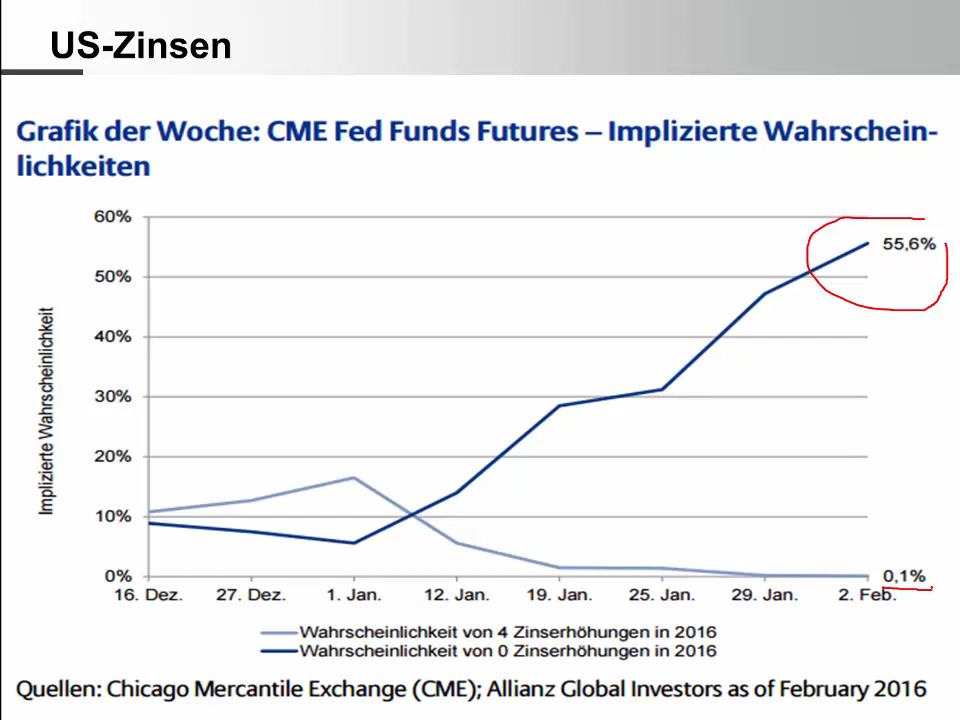 US-Zinsen
Grafik der Woche: CME Fed Funds Futures – Implizierte Wahrschein-
lichkeiten
60%
55,6%
50%
40%
30%
20%
10%
0%
0,1%
Implizierte Wahrscheinlichkeit
16. Dez. 27. Dez. 1. Jan. 12. Jan. 19. Jan. 25. Jan. 29. Jan. 2. Feb.
Wahrscheinlichkeit von 4 Zinserhöhungen in 2016
Wahrscheinlichkeit von 0 Zinserhöhungen in 2016
Quellen: Chicago Mercantile Exchange (CME); Allianz Global Investors as of February 2016